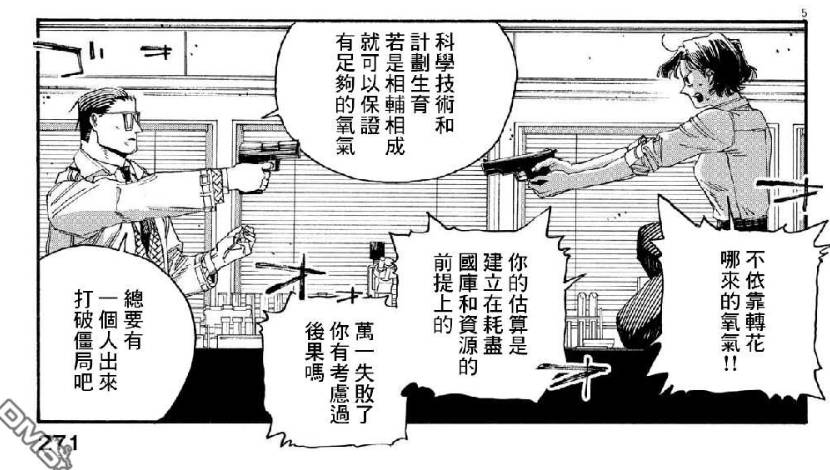 5
不依靠轉花
哪來的氧氣!!
科學技術和
計劃生育
若是相輔相成
就可以保證
有足夠的氧氣
你的估算是
建立在耗盡
國庫和資源的
前提上的
萬一失敗了
你有考慮過
後果嗎
總要有
一個人出來
打破僵局吧
271